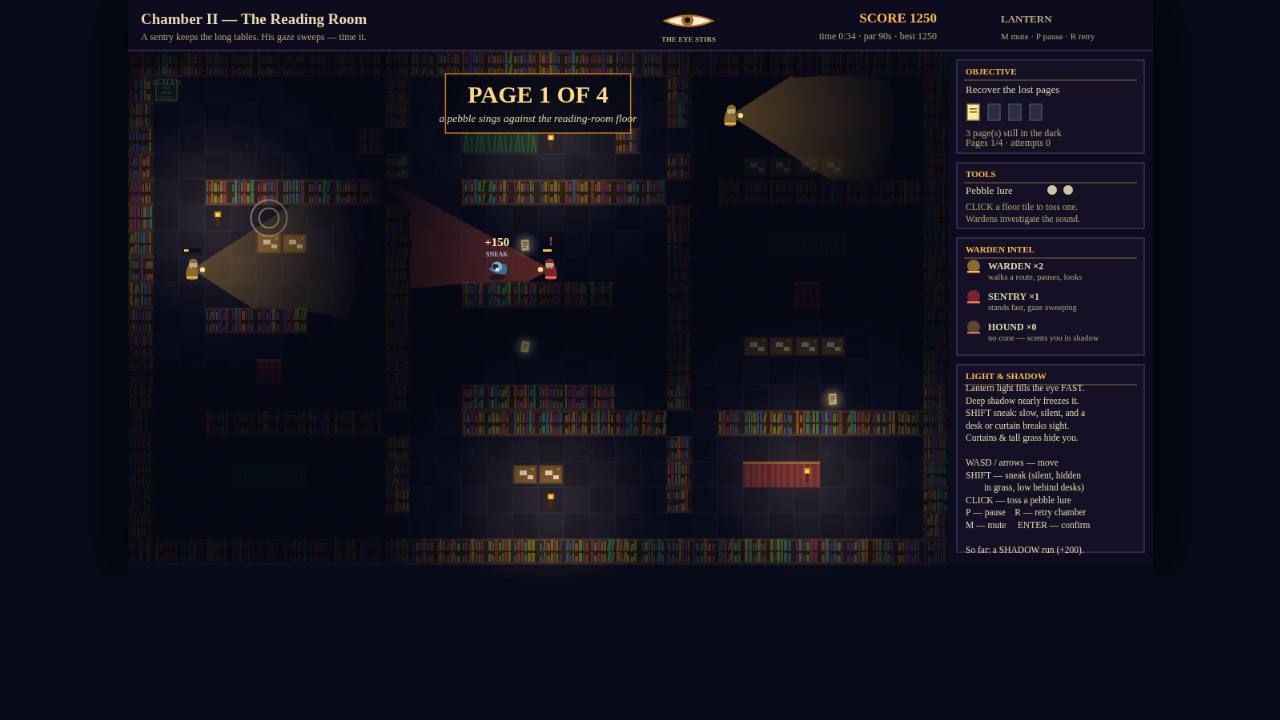 Chamber II — The Reading Room
A sentry keeps the long tables. His gaze sweeps — time it.
THE EYE STIRS
SCORE 1250
time 0:34 · par 90s · best 1250
LANTERN
M mute · P pause · R retry
SEALED
PAGE 1 OF 4
a pebble sings against the reading-room floor
+150
SNEAK
!
OBJECTIVE
Recover the lost pages
3 page(s) still in the dark
Pages 1/4 · attempts 0
TOOLS
Pebble lure
CLICK a floor tile to toss one.
Wardens investigate the sound.
WARDEN INTEL
WARDEN ×2
walks a route, pauses, looks
SENTRY ×1
stands fast, gaze sweeping
HOUND ×0
no cone — scents you in shadow
LIGHT & SHADOW
Lantern light fills the eye FAST.
Deep shadow nearly freezes it.
SHIFT sneak: slow, silent, and a
desk or curtain breaks sight.
Curtains & tall grass hide you.
WASD / arrows — move
SHIFT — sneak (silent, hidden
in grass, low behind desks)
CLICK — toss a pebble lure
P — pause R — retry chamber
M — mute ENTER — confirm
So far: a SHADOW run (+200).